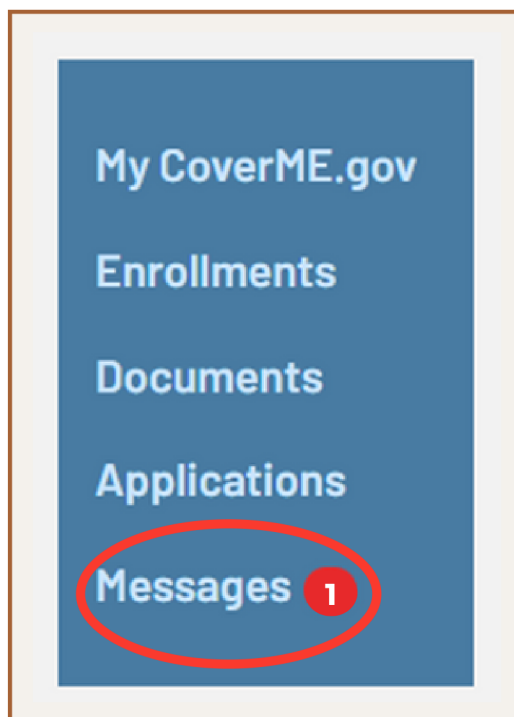 My CoverME.gov
Enrollments
Documents
Applications
Messages 1